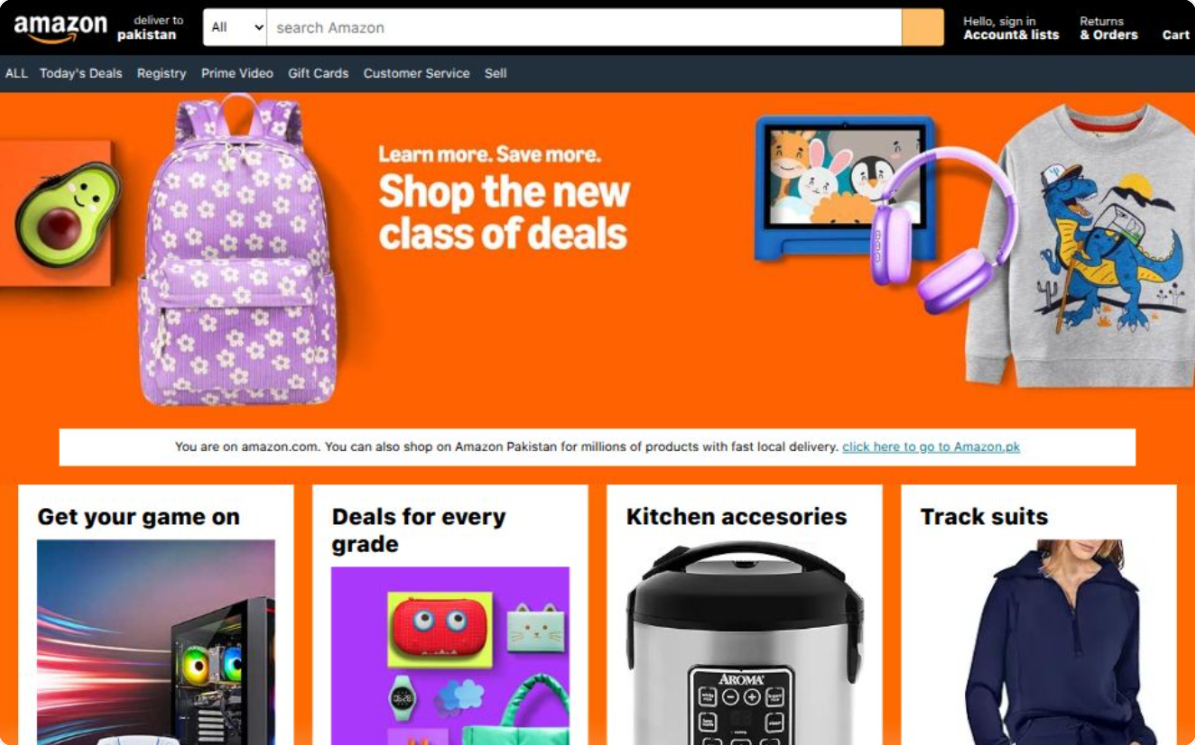 amazon
deliver to
pakistan
All
search Amazon
Hello, sign in
Account& lists
Returns
& Orders
Cart
ALL Today's Deals Registry Prime Video Gift Cards Customer Service Sell
Learn more. Save more.
Shop the new
class of deals
You are on amazon.com. You can also shop on Amazon Pakistan for millions of products with fast local delivery. click here to go to Amazon.pk
Get your game on
Deals for every
grade
Kitchen accesories
Track suits
AROMA